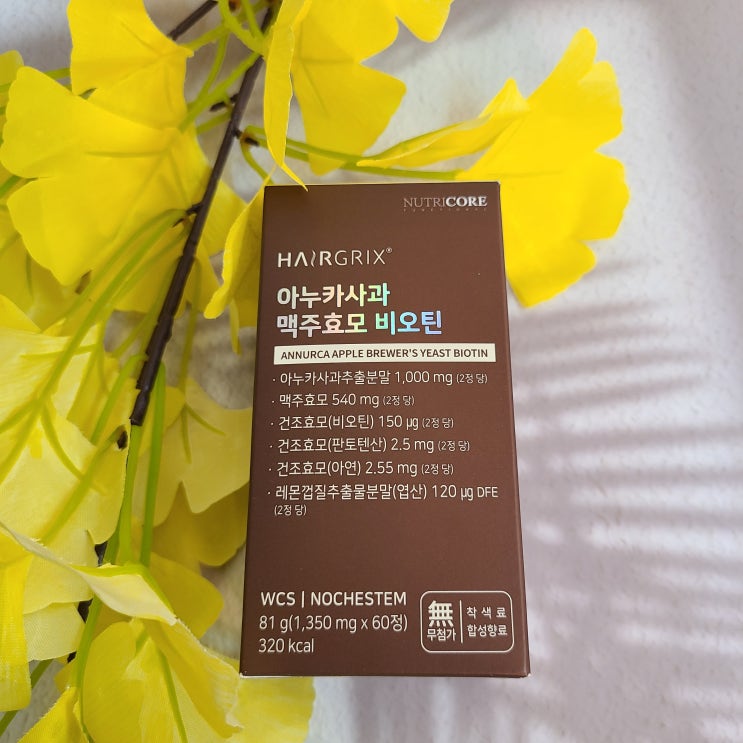 NUTRICORE
FUNCTIONAL
HAIRGRIX®
아누카사과
맥주효모 비오틴
ANNURCA APPLE BREWER'S YEAST BIOTIN
· 아누카사과추출분말 1,000 mg (2정 당)
· 맥주효모 540 mg (2정 당)
· 건조효모(비오틴) 150 µg (2정 당)
· 건조효모(판토텐산) 2.5 mg (2정 당)
· 건조효모(아연) 2.55 mg (2정 당)
· 레몬껍질추출물분말(엽산) 120 µg DFE
(2정 당)
WCS | NOCHESTEM
81 g(1,350 mg x 60정)
320 kcal
無
무첨가
착색료
합성향료